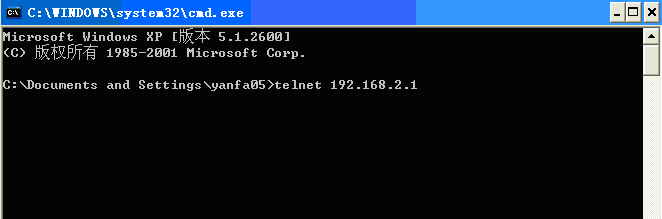 C:\WINDOWS\system32\cmd.exe
Microsoft Windows XP [版本 5.1.2600]
(C) 版权所有 1985-2001 Microsoft Corp.
C:\Documents and Settings\yanfa05>telnet 192.168.2.1